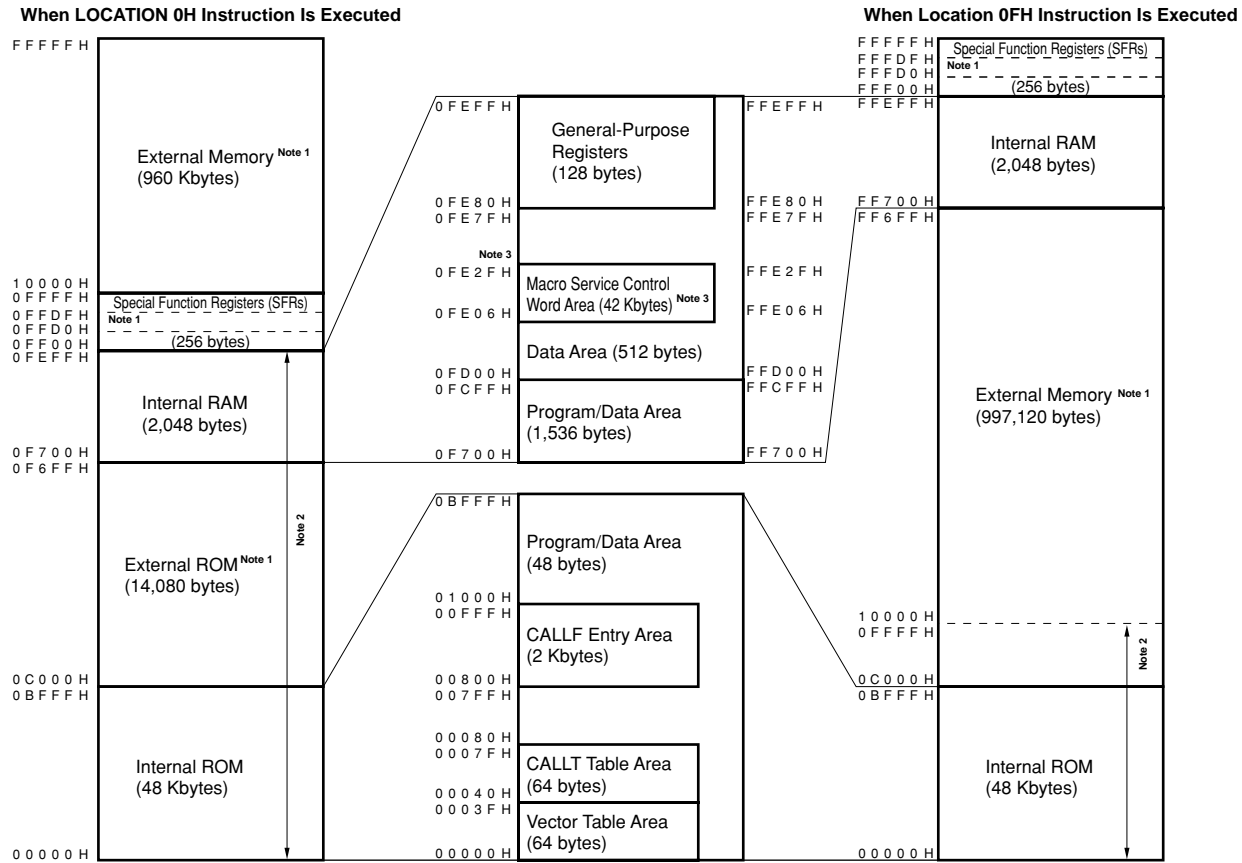 When LOCATION 0H Instruction Is Executed
FFFFFH
External Memory Note 1
(960 Kbytes)
10000H
0FFFFH
Special Function Registers (SFRs)
0FFDFH
Note 1
0FFD0H
0FF00H
(256 bytes)
0FEFFH
Internal RAM
(2,048 bytes)
0F700H
0F6FFH
Note 2
External ROM Note 1
(14,080 bytes)
0C000H
0BFFFH
Internal ROM
(48 Kbytes)
00000H
0FEFFH
FFEFFH
General-Purpose
Registers
(128 bytes)
0FE80H
FFE80H
0FE7FH
FFE7FH
Note 3
0FE2FH
FFE2FH
Macro Service Control
Word Area (42 Kbytes) Note 3
0FE06H
FFE06H
Data Area (512 bytes)
0FD00H
FFD00H
0FCFFH
FFCFFH
Program/Data Area
(1,536 bytes)
0F700H
FF700H
0BFFFH
Program/Data Area
(48 bytes)
01000H
00FFFH
CALLF Entry Area
(2 Kbytes)
00800H
007FFH
00080H
0007FH
CALLT Table Area
(64 bytes)
00040H
0003FH
Vector Table Area
(64 bytes)
00000H
When Location 0FH Instruction Is Executed
FFFFFH
Special Function Registers (SFRs)
FFFDFH
Note 1
FFFD0H
FFF00H
(256 bytes)
FFEFFH
Internal RAM
(2,048 bytes)
FF700H
FF6FFH
External Memory Note 1
(997,120 bytes)
10000H
0FFFFH
Note 2
0C000H
0BFFFH
Internal ROM
(48 Kbytes)
00000H